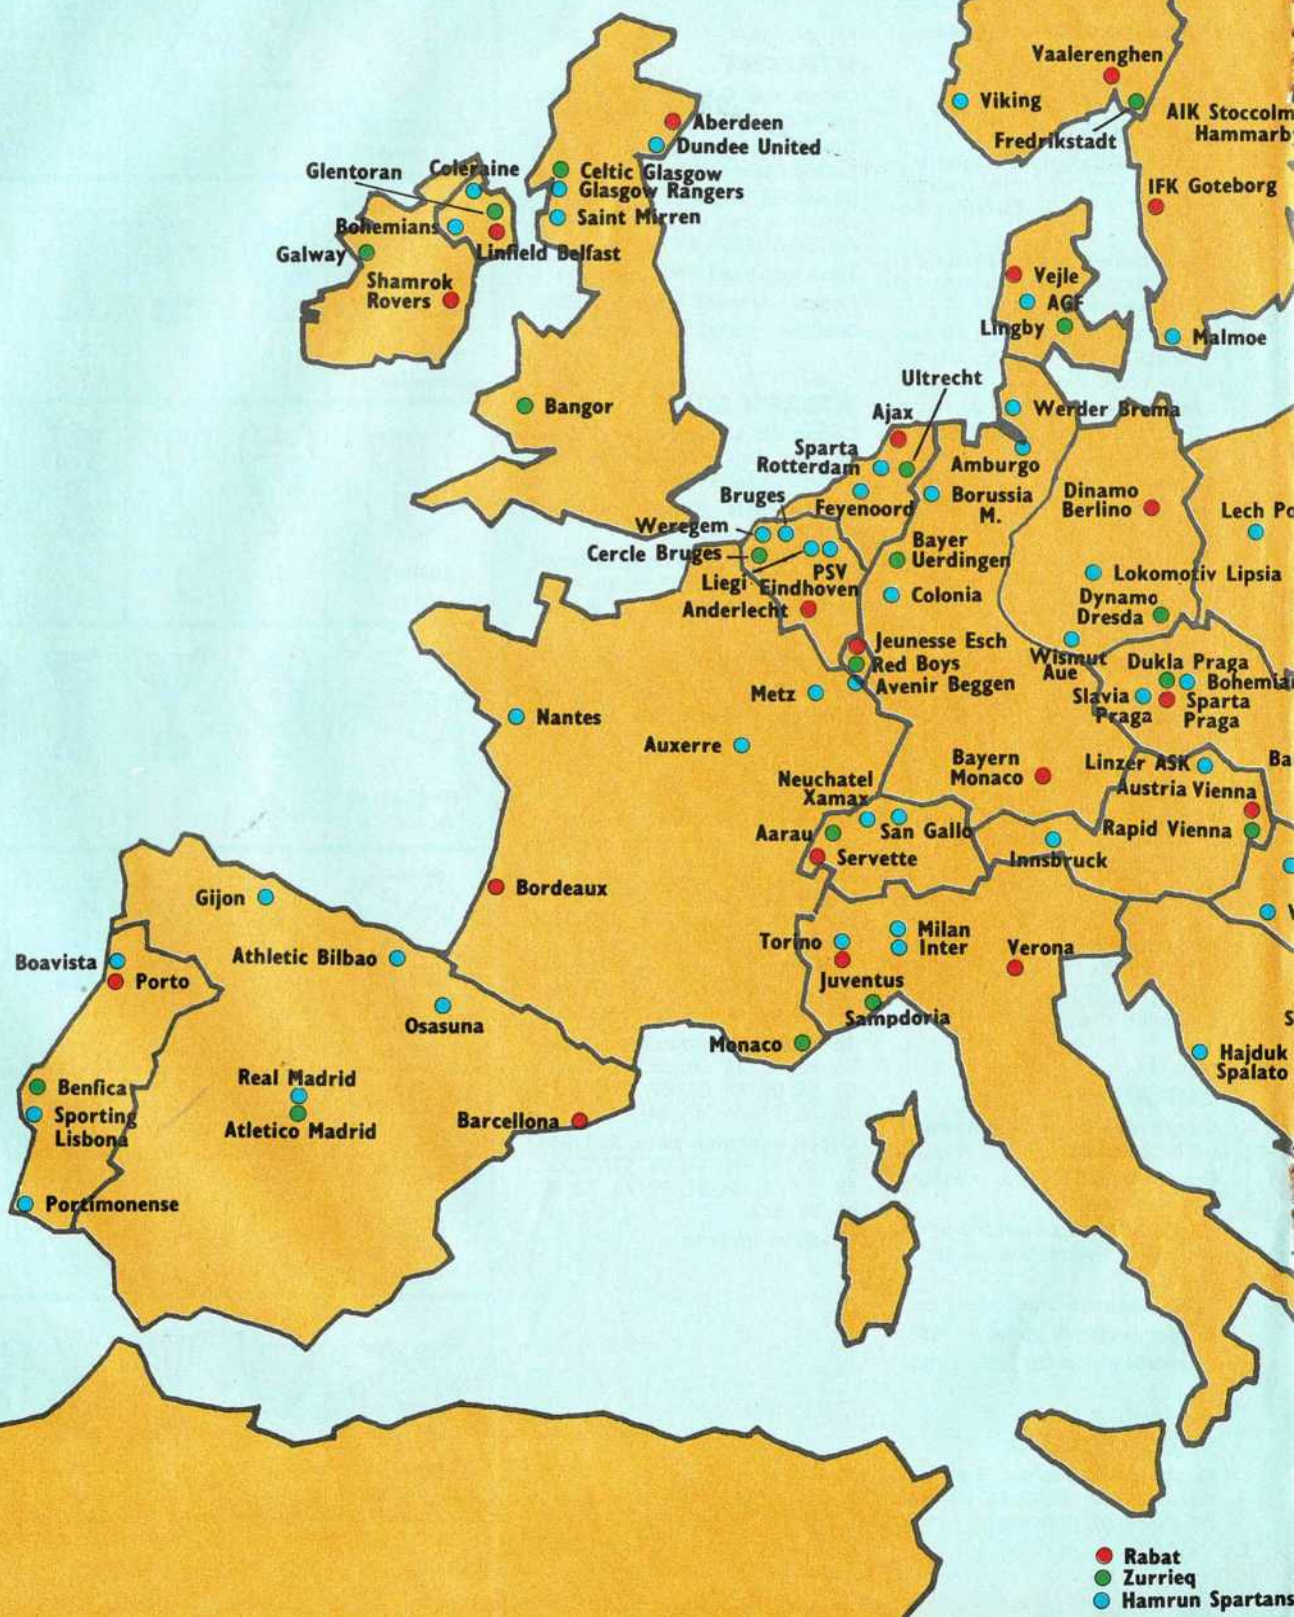 Vaalerenghen
Viking
Fredrikstadt
AIK Stoccolm
Hammarb
IFK Goteborg
Aberdeen
Dundee United
Celtic Glasgow
Glasgow Rangers
Saint Mirren
Glentoran
Coleraine
Bohemians
Galway
Linfield Belfast
Shamrok
Rovers
Vejle
AGF
Lingby
Malmoe
Bangor
Ultrecht
Ajax
Werder Brema
Sparta
Rotterdam
Amburgo
Bruges
Feyenoord
Borussia
M.
Dinamo
Berlino
Lech Po
Weregem
Cercle Bruges
Bayer
Uerdingen
Liegi
PSV
Eindhoven
Colonia
Lokomotiv Lipsia
Dynamo
Dresda
Anderlecht
Jeunesse Esch
Red Boys
Avenir Beggen
Wismut
Aue
Dukla Praga
Bohemian
Slavia
Praga
Sparta
Praga
Metz
Nantes
Auxerre
Bayern
Monaco
Linzer ASK
Ba
Austria Vienna
Rapid Vienna
Neuchatel
Xamax
Aarau
San Gallo
Servette
Innsbruck
Bordeaux
Gijon
Athletic Bilbao
Boavista
Porto
Osasuna
Torino
Milan
Inter
Verona
Juventus
Sampdoria
Monaco
V
S
Hajduk
Spalato
Benfica
Sporting
Lisbona
Real Madrid
Atletico Madrid
Barcellona
Portimonense
Rabat
Zurrieq
Hamrun Spartans